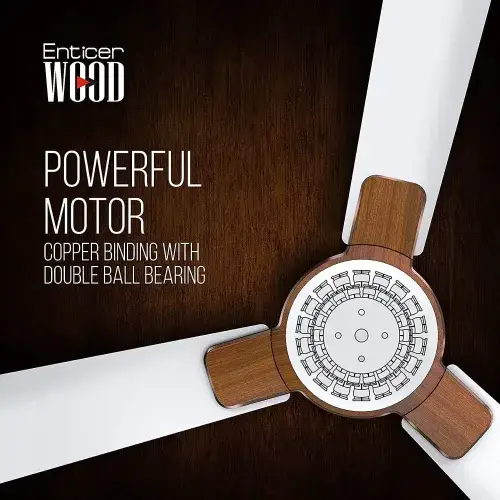 Enticer
WOOD
POWERFUL
MOTOR
COPPER BINDING WITH
DOUBLE BALL BEARING